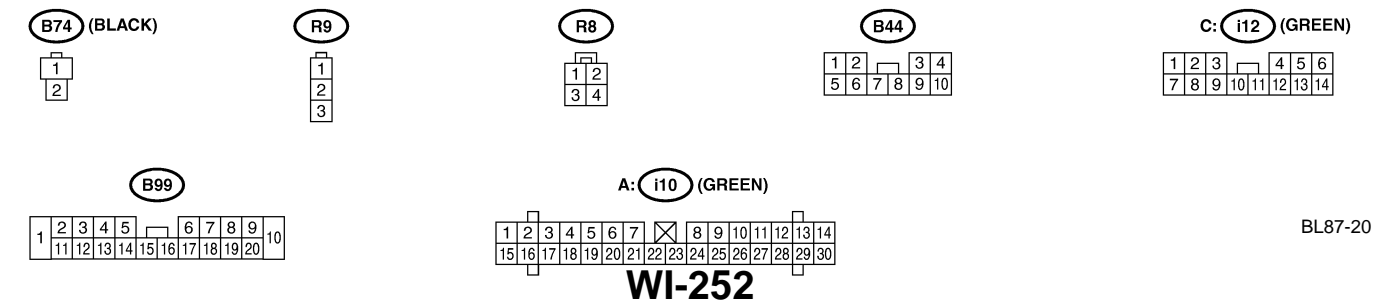 B74 (BLACK)
R9
R8
B44
C: i12 (GREEN)
1
2
1
2
3
1 2
3 4
1 2 3 4
5 6 7 8 9 10
1 2 3 4 5 6
7 8 9 10 11 12 13 14
B99
A: i10 (GREEN)
1 2 3 4 5 6 7 8 9 10
11 12 13 14 15 16 17 18 19 20
1 2 3 4 5 6 7 8 9 10 11 12 13 14
15 16 17 18 19 20 21 22 23 24 25 26 27 28 29 30
BL87-20
WI-252